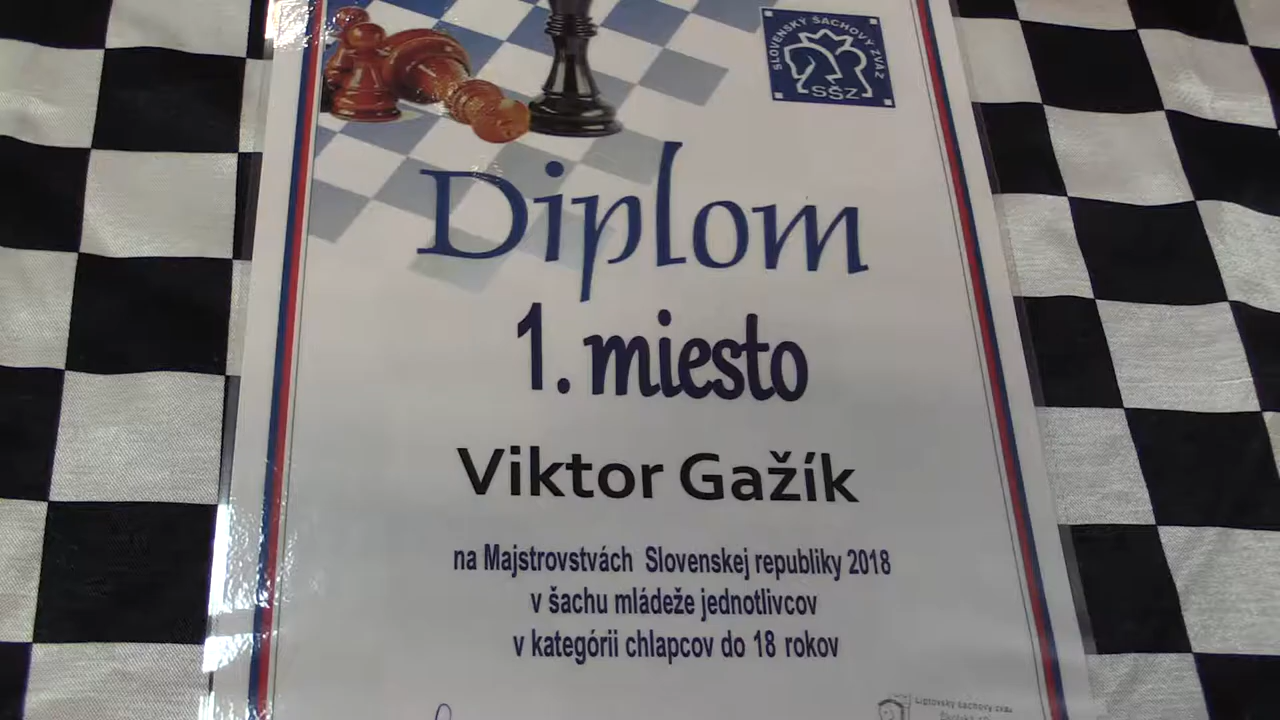 SLOVENSKÝ ŠACHOVÝ ZVÄZ
SŠZ
Diplom
1. miesto
Viktor Gažík
na Majstrovstvách Slovenskej republiky 2018
v šachu mládeže jednotlivcov
v kategórii chlapcov do 18 rokov
Liptovský šachový zväz